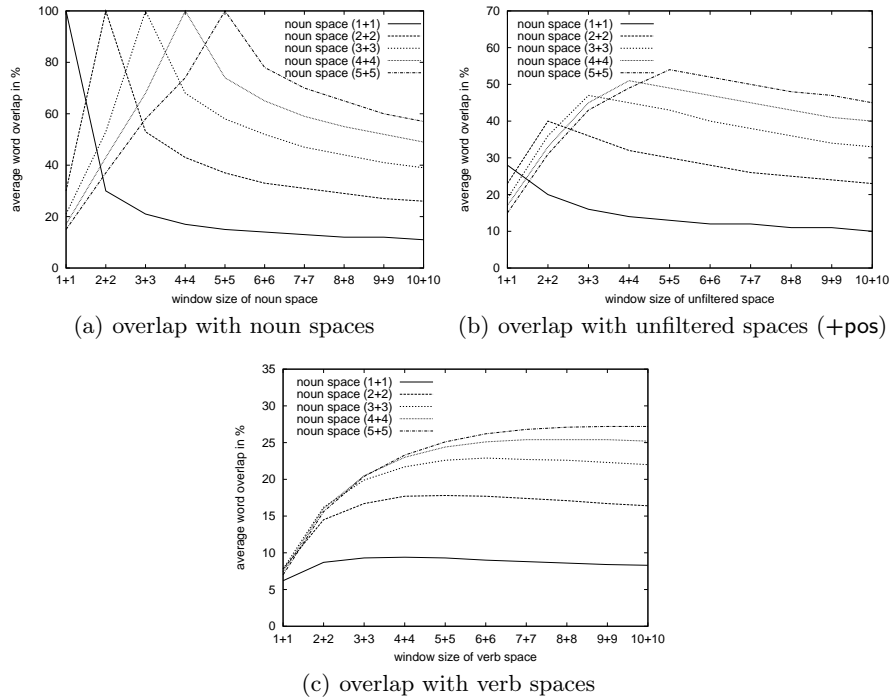 noun space (1+1)
noun space (2+2)
noun space (3+3)
noun space (4+4)
noun space (5+5)
average word overlap in %
100
80
60
40
20
0
1+1 2+2 3+3 4+4 5+5 6+6 7+7 8+8 9+9 10+10
window size of noun space
(a) overlap with noun spaces
noun space (1+1)
noun space (2+2)
noun space (3+3)
noun space (4+4)
noun space (5+5)
average word overlap in %
70
60
50
40
30
20
10
0
1+1 2+2 3+3 4+4 5+5 6+6 7+7 8+8 9+9 10+10
window size of unfiltered space
(b) overlap with unfiltered spaces (+pos)
noun space (1+1)
noun space (2+2)
noun space (3+3)
noun space (4+4)
noun space (5+5)
average word overlap in %
35
30
25
20
15
10
5
0
1+1 2+2 3+3 4+4 5+5 6+6 7+7 8+8 9+9 10+10
window size of verb space
(c) overlap with verb spaces